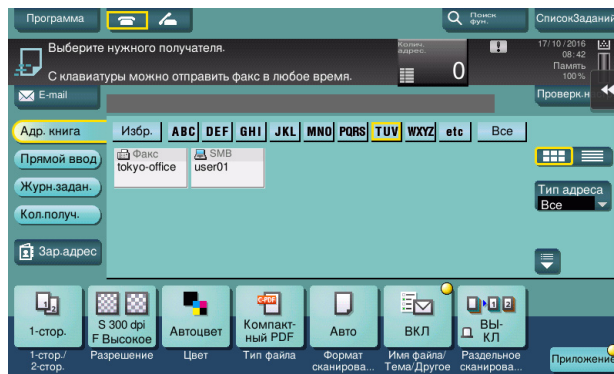 Программа
Поиск
фун.
СписокЗаданий
Выберите нужного получателя.
С клавиатуры можно отправить факс в любое время.
Колич.
адрес.
0
17/10/2016
08:42
Память
100%
E-mail
Проверк.н
Адр. книга
Избр.
ABC
DEF
GHI
JKL
MNO
PQRS
TUV
WXYZ
etc
Все
Прямой ввод
Журн.задан.
Кол.получ.
Зар.адрес
Факс
tokyo-office
SMB
user01
Тип адреса
Все
1-стор.
S 300 dpi
F Высокое
Автоцвет
Компакт-
ный PDF
Авто
ВКЛ
ВЫ-
КЛ
1-стор./
2-стор.
Разрешение
Цвет
Тип файла
Формат
сканирова...
Имя файла/
Тема/Другое
Раздельное
сканирова...
Приложение